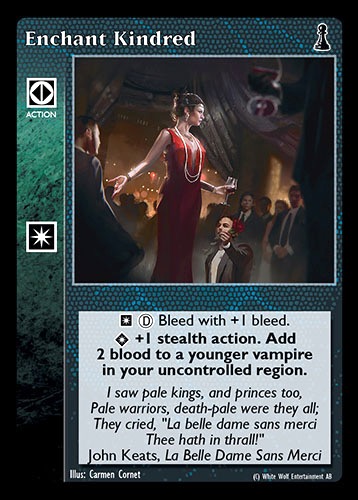 Enchant Kindred
ACTION
D Bleed with +1 bleed.
+1 stealth action. Add
2 blood to a younger vampire
in your uncontrolled region.
I saw pale kings, and princes too,
Pale warriors, death-pale were they all;
They cried, "La belle dame sans merci
Thee hath in thrall!"
John Keats, La Belle Dame Sans Merci
Illus: Carmen Cornet
(C) White Wolf Entertainment AB